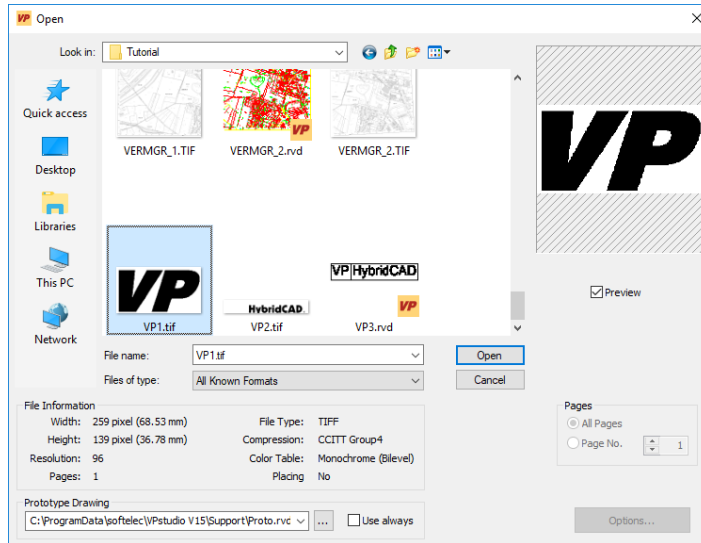 VP Open
Look in: Tutorial
Quick access
Desktop
Libraries
This PC
Network
VP
VERMGR_1.TIF VERMGR_2.rvd VERMGR_2.TIF
VP|HybridCAD
VP HybridCAD. VP
VP1.tif VP2.tif VP3.rvd
VP
Preview
File name: VP1.tif Open
Files of type: All Known Formats Cancel
File Information
Width: 259 pixel (68.53 mm) File Type: TIFF
Height: 139 pixel (36.78 mm) Compression: CCITT Group4
Resolution: 96 Color Table: Monochrome (Bilevel)
Pages: 1 Placing No
Pages
All Pages
Page No. 1
Prototype Drawing
C:\ProgramData\softelec\VPstudio V15\Support\Proto.rvd ... Use always
Options...